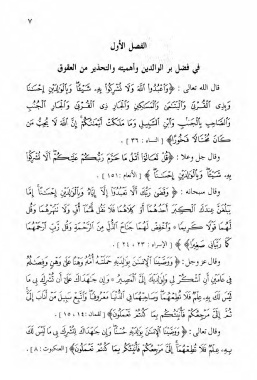 ٧
الفصل الأول
في فضل بر الوالدين وأهميته والتحذير من العقوق
قال الله تعالى : ﴿وَاعْبُدُوا اللَّهَ وَلَا تُشْرِكُوا بِهِ شَيْئًا وَبِالْوَالِدَيْنِ إِحْسَانًا
وَبِذِي الْقُرْبَىٰ وَالْيَتَامَىٰ وَالْمَسَاكِينِ وَالْجَارِ ذِي الْقُرْبَىٰ وَالْجَارِ الْجُنُبِ
وَالصَّاحِبِ بِالْجَنْبِ وَابْنِ السَّبِيلِ وَمَا مَلَكَتْ أَيْمَانُكُمْ إِنَّ اللَّهَ لَا يُحِبُّ مَن
كَانَ مُخْتَالًا فَخُورًا﴾ [النساء : ٣٦] .
وقال جل وعلا : ﴿قُلْ تَعَالَوْا أَتْلُ مَا حَرَّمَ رَبُّكُمْ عَلَيْكُمْ أَلَّا تُشْرِكُوا
بِهِ شَيْئًا وَبِالْوَالِدَيْنِ إِحْسَانًا﴾ [الأنعام : ١٥١] .
وقال سبحانه : ﴿وَقَضَىٰ رَبُّكَ أَلَّا تَعْبُدُوا إِلَّا إِيَّاهُ وَبِالْوَالِدَيْنِ إِحْسَانًا إِمَّا
يَبْلُغَنَّ عِندَكَ الْكِبَرَ أَحَدُهُمَا أَوْ كِلَاهُمَا فَلَا تَقُل لَّهُمَا أُفٍّ وَلَا تَنْهَرْهُمَا وَقُل
لَّهُمَا قَوْلًا كَرِيمًا ۝ وَاخْفِضْ لَهُمَا جَنَاحَ الذُّلِّ مِنَ الرَّحْمَةِ وَقُل رَّبِّ ارْحَمْهُمَا
كَمَا رَبَّيَانِي صَغِيرًا﴾ [الإسراء : ٢٣ ، ٢٤] .
وقال عز وجل : ﴿وَوَصَّيْنَا الْإِنسَانَ بِوَالِدَيْهِ حَمَلَتْهُ أُمُّهُ وَهْنًا عَلَىٰ وَهْنٍ وَفِصَالُهُ
فِي عَامَيْنِ أَنِ اشْكُرْ لِي وَلِوَالِدَيْكَ إِلَيَّ الْمَصِيرُ ۝ وَإِن جَاهَدَاكَ عَلَىٰ أَن تُشْرِكَ بِي مَا
لَيْسَ لَكَ بِهِ عِلْمٌ فَلَا تُطِعْهُمَا وَصَاحِبْهُمَا فِي الدُّنْيَا مَعْرُوفًا وَاتَّبِعْ سَبِيلَ مَنْ أَنَابَ إِلَيَّ
ثُمَّ إِلَيَّ مَرْجِعُكُمْ فَأُنَبِّئُكُم بِمَا كُنتُمْ تَعْمَلُونَ﴾ [لقمان : ١٤ ، ١٥] .
وقال تعالى : ﴿وَوَصَّيْنَا الْإِنسَانَ بِوَالِدَيْهِ حُسْنًا وَإِن جَاهَدَاكَ لِتُشْرِكَ بِي مَا لَيْسَ لَكَ
بِهِ عِلْمٌ فَلَا تُطِعْهُمَا إِلَيَّ مَرْجِعُكُمْ فَأُنَبِّئُكُم بِمَا كُنتُمْ تَعْمَلُونَ﴾ [العنكبوت : ٨] .